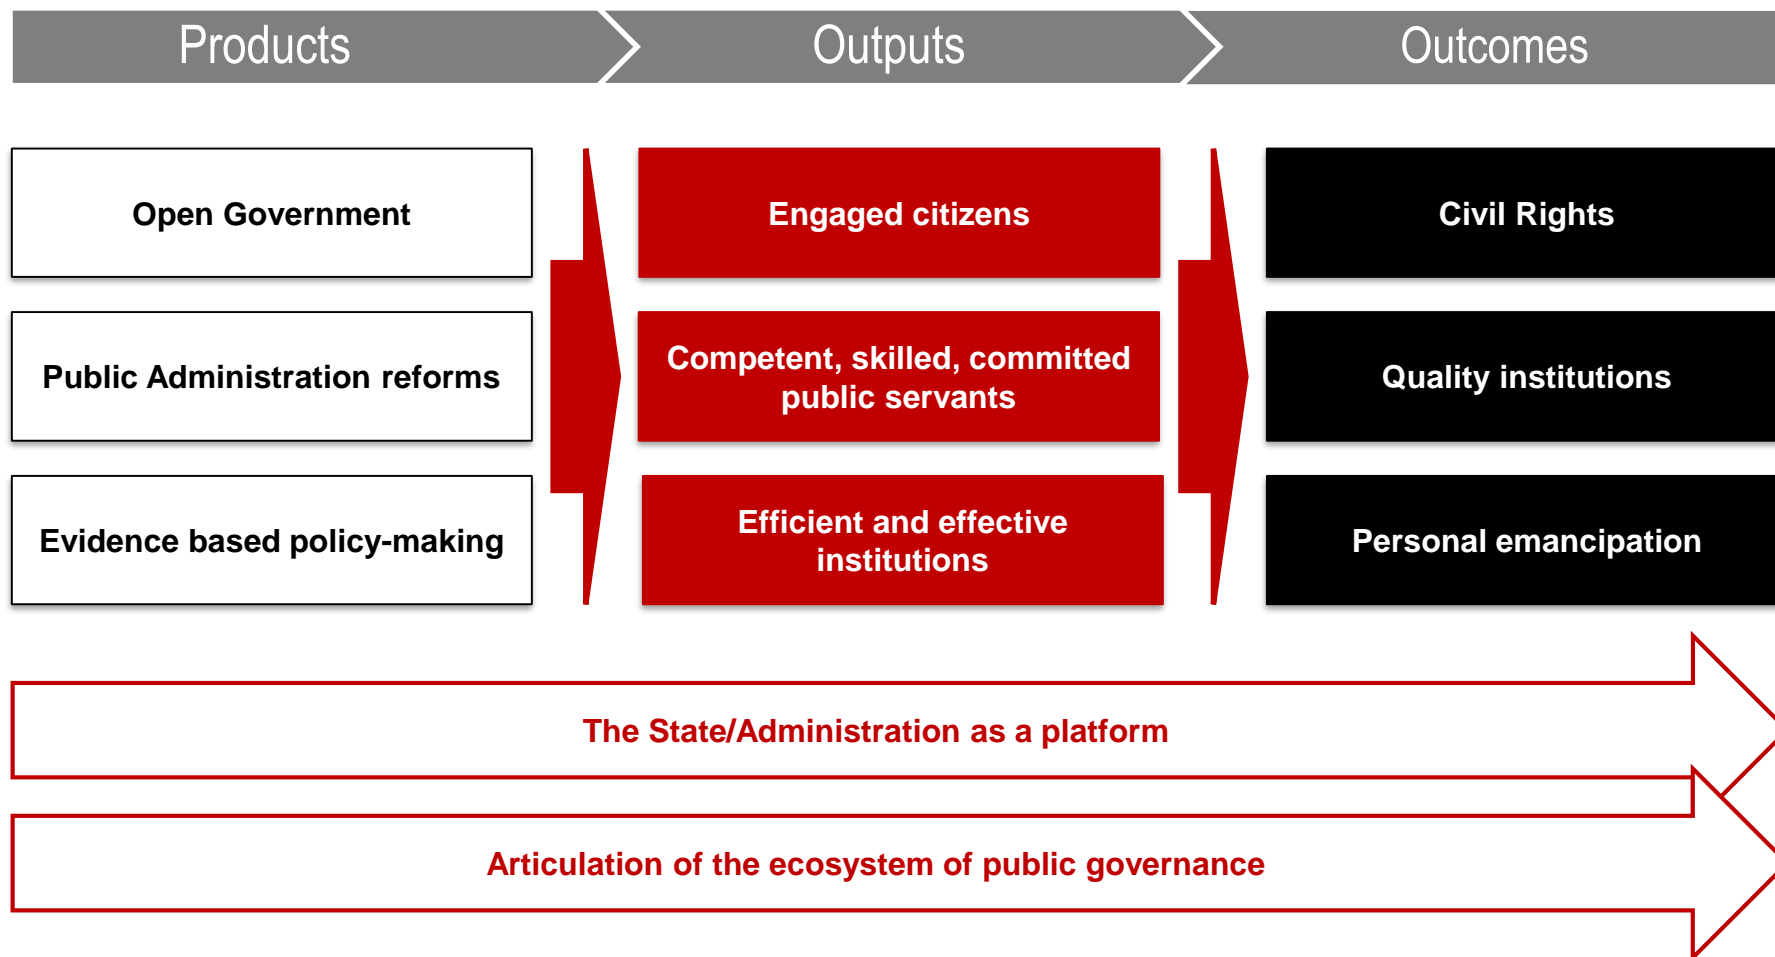 Products
Outputs
Outcomes
Open Government
Engaged citizens
Civil Rights
Public Administration reforms
Competent, skilled, committed
public servants
Quality institutions
Evidence based policy-making
Efficient and effective
institutions
Personal emancipation
The State/Administration as a platform
Articulation of the ecosystem of public governance